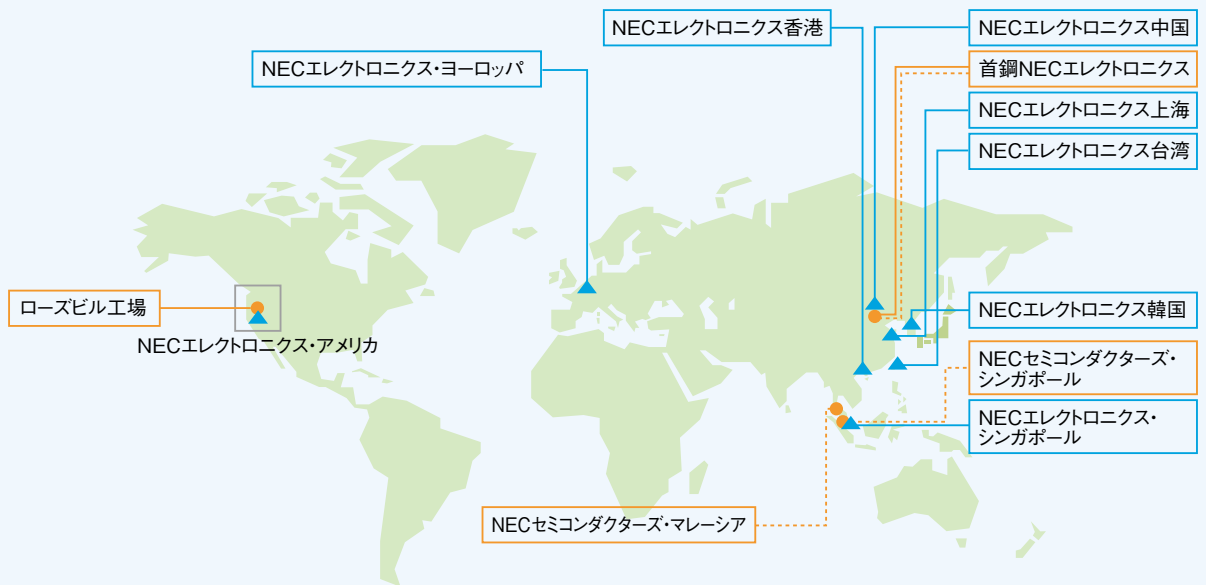 NECエレクトロニクス香港
NECエレクトロニクス中国
NECエレクトロニクス・ヨーロッパ
首鋼NECエレクトロニクス
NECエレクトロニクス上海
NECエレクトロニクス台湾
ローズビル工場
NECエレクトロニクス・アメリカ
NECエレクトロニクス韓国
NECセミコンダクターズ・
シンガポール
NECエレクトロニクス・
シンガポール
NECセミコンダクターズ・マレーシア